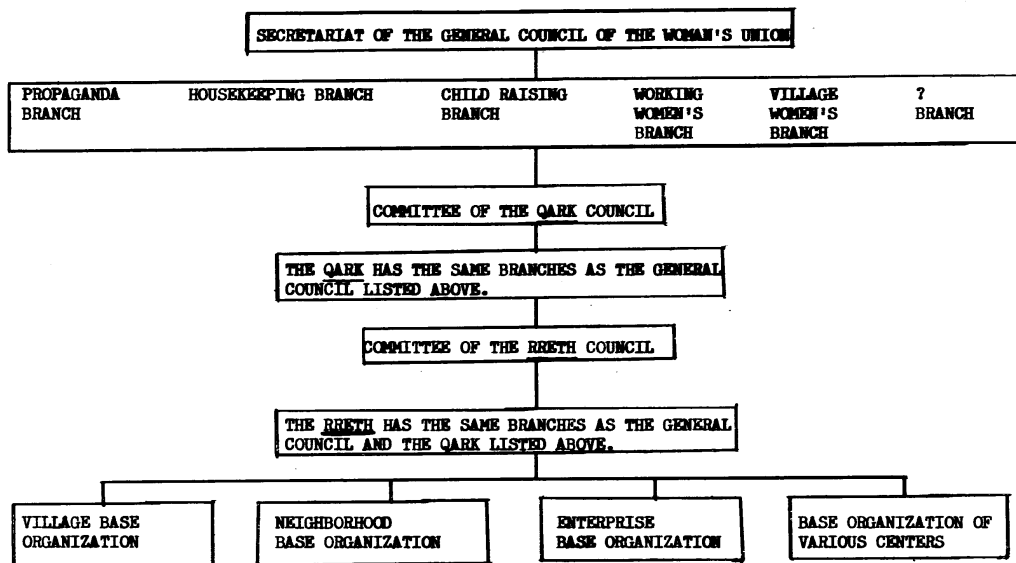 SECRETARIAT OF THE GENERAL COUNCIL OF THE WOMAN'S UNION
PROPAGANDA
BRANCH
HOUSEKEEPING BRANCH
CHILD RAISING
BRANCH
WORKING
WOMEN'S
BRANCH
VILLAGE
WOMEN'S
BRANCH
?
BRANCH
COMMITTEE OF THE QARK COUNCIL
THE QARK HAS THE SAME BRANCHES AS THE GENERAL
COUNCIL LISTED ABOVE.
COMMITTEE OF THE RRETH COUNCIL
THE RRETH HAS THE SAME BRANCHES AS THE GENERAL
COUNCIL AND THE QARK LISTED ABOVE.
VILLAGE BASE
ORGANIZATION
NEIGHBORHOOD
BASE ORGANIZATION
ENTERPRISE
BASE ORGANIZATION
BASE ORGANIZATION OF
VARIOUS CENTERS